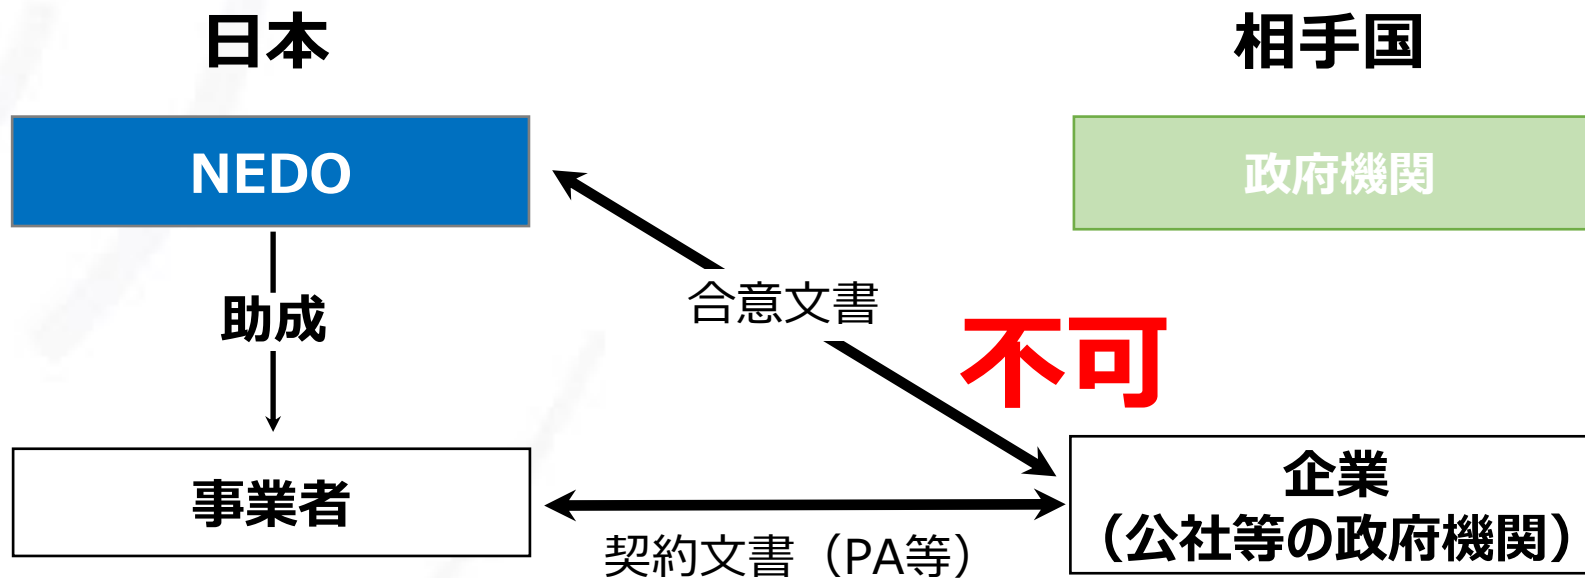 日本
相手国
NEDO
政府機関
合意文書
助成
不可
事業者
企業
（公社等の政府機関）
契約文書（PA等）